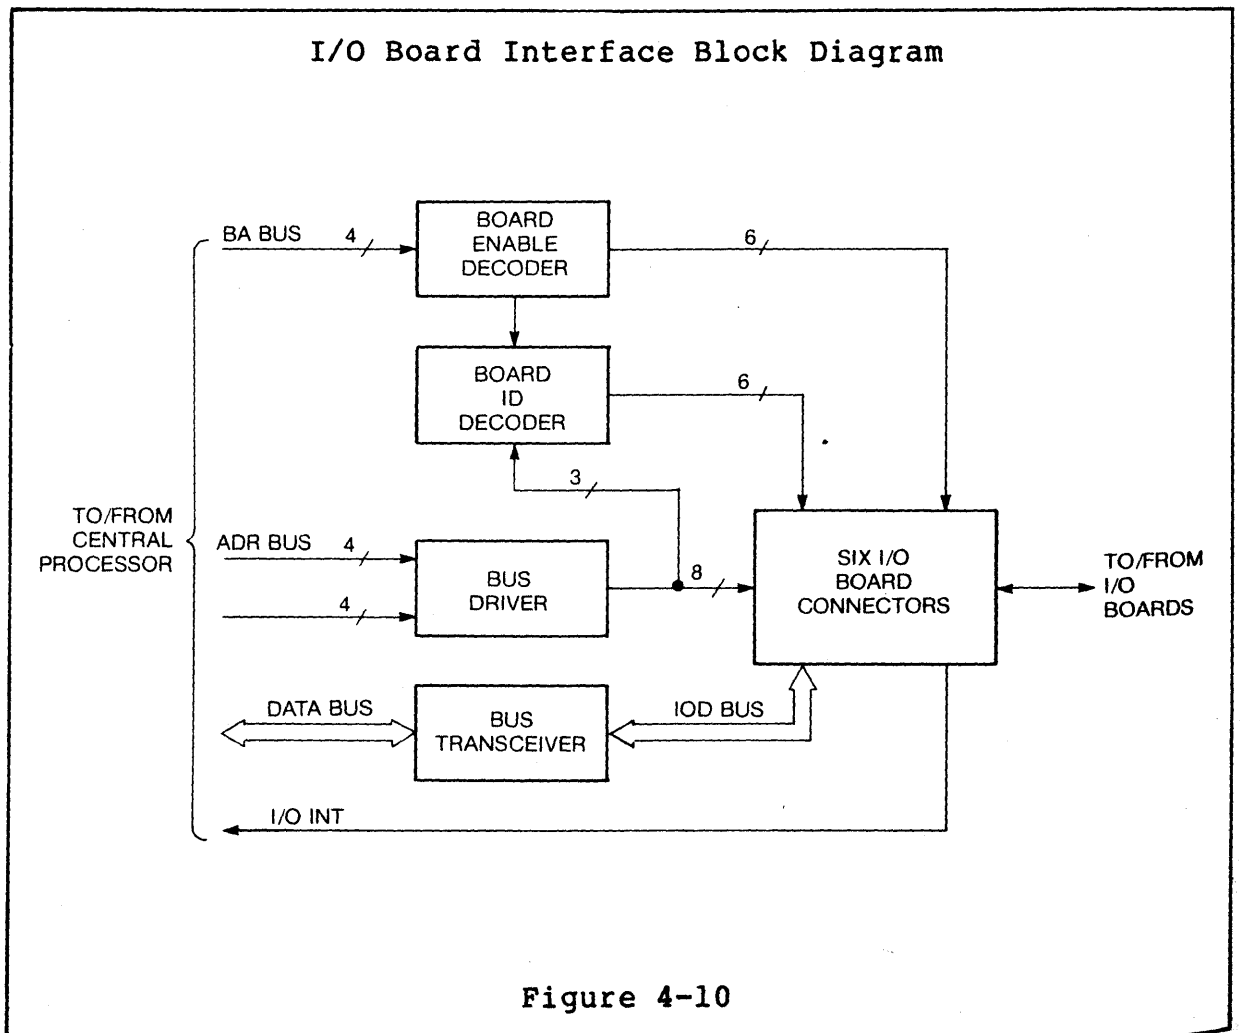 I/O Board Interface Block Diagram
BA BUS
4
BOARD
ENABLE
DECODER
6
BOARD
ID
DECODER
6
3
TO/FROM
CENTRAL
PROCESSOR
ADR BUS
4
4
BUS
DRIVER
8
SIX I/O
BOARD
CONNECTORS
TO/FROM
I/O
BOARDS
DATA BUS
BUS
TRANSCEIVER
IOD BUS
I/O INT
Figure 4-10